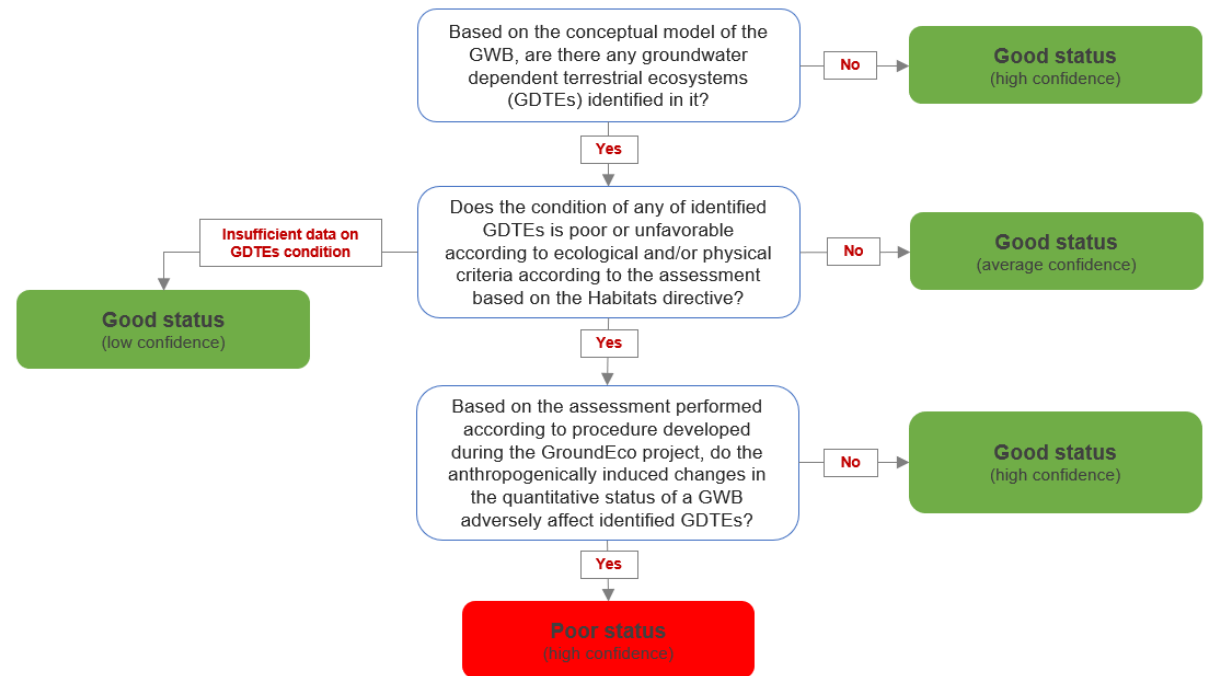 Based on the conceptual model of the
GWB, are there any groundwater
dependent terrestrial ecosystems
(GDTEs) identified in it?
No
Good status
(high confidence)
Yes
Does the condition of any of identified
GDTEs is poor or unfavorable
according to ecological and/or physical
criteria according to the assessment
based on the Habitats directive?
Insufficient data on
GDTEs condition
Good status
(low confidence)
No
Good status
(average confidence)
Yes
Based on the assessment performed
according to procedure developed
during the GroundEco project, do the
anthropogenically induced changes in
the quantitative status of a GWB
adversely affect identified GDTEs?
No
Good status
(high confidence)
Yes
Poor status
(high confidence)